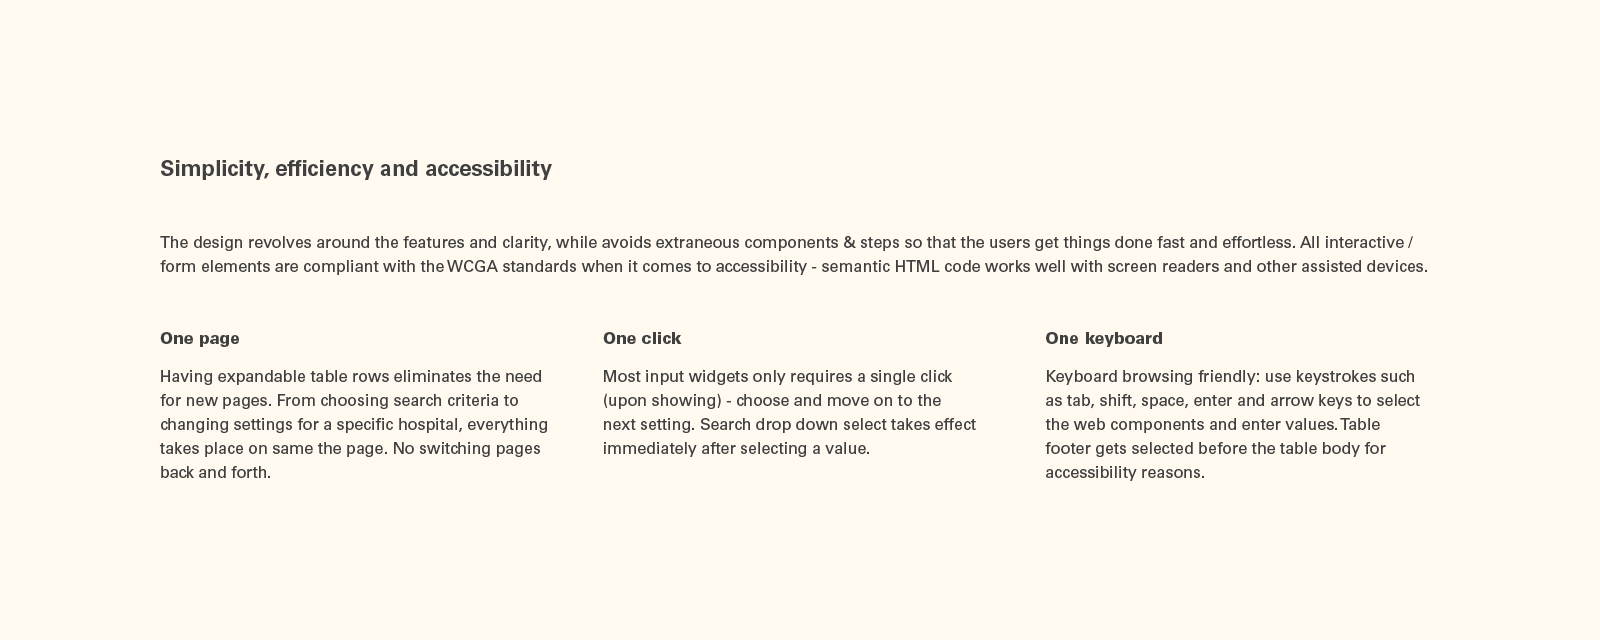 Simplicity, efficiency and accessibility
The design revolves around the features and clarity, while avoids extraneous components & steps so that the users get things done fast and effortless. All interactive /
form elements are compliant with the WCGA standards when it comes to accessibility - semantic HTML code works well with screen readers and other assisted devices.
One page
Having expandable table rows eliminates the need
for new pages. From choosing search criteria to
changing settings for a specific hospital, everything
takes place on same the page. No switching pages
back and forth.
One click
Most input widgets only requires a single click
(upon showing) - choose and move on to the
next setting. Search drop down select takes effect
immediately after selecting a value.
One keyboard
Keyboard browsing friendly: use keystrokes such
as tab, shift, space, enter and arrow keys to select
the web components and enter values. Table
footer gets selected before the table body for
accessibility reasons.